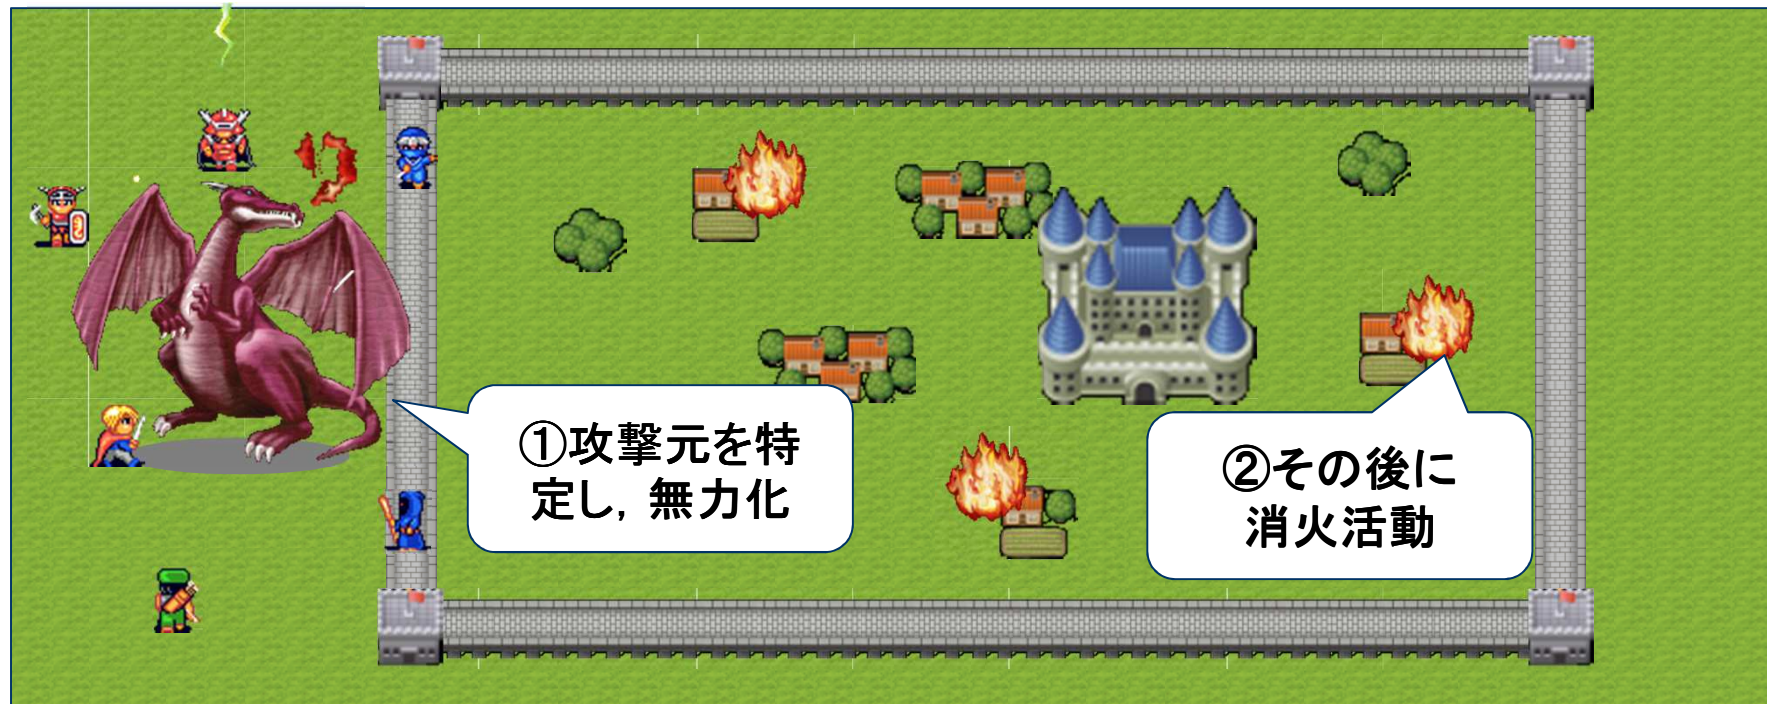 ①攻撃元を特
定し，無力化
②その後に
消火活動